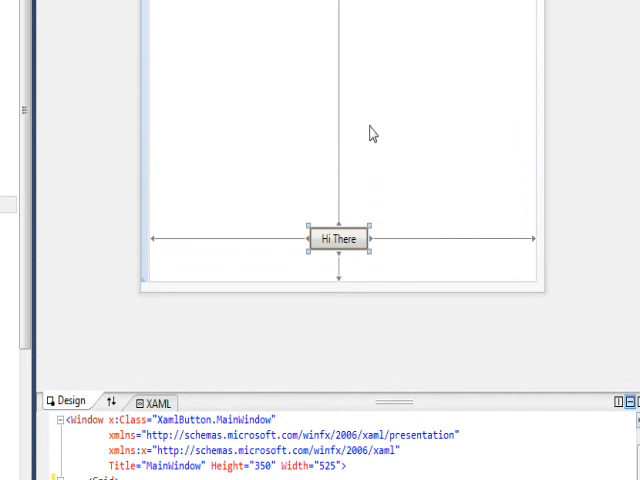 Hi There
Design
XAML
<Window x:Class="XamlButton.MainWindow"
xmlns="http://schemas.microsoft.com/winfx/2006/xaml/presentation"
xmlns:x="http://schemas.microsoft.com/winfx/2006/xaml"
Title="MainWindow" Height="350" Width="525">
<Grid>